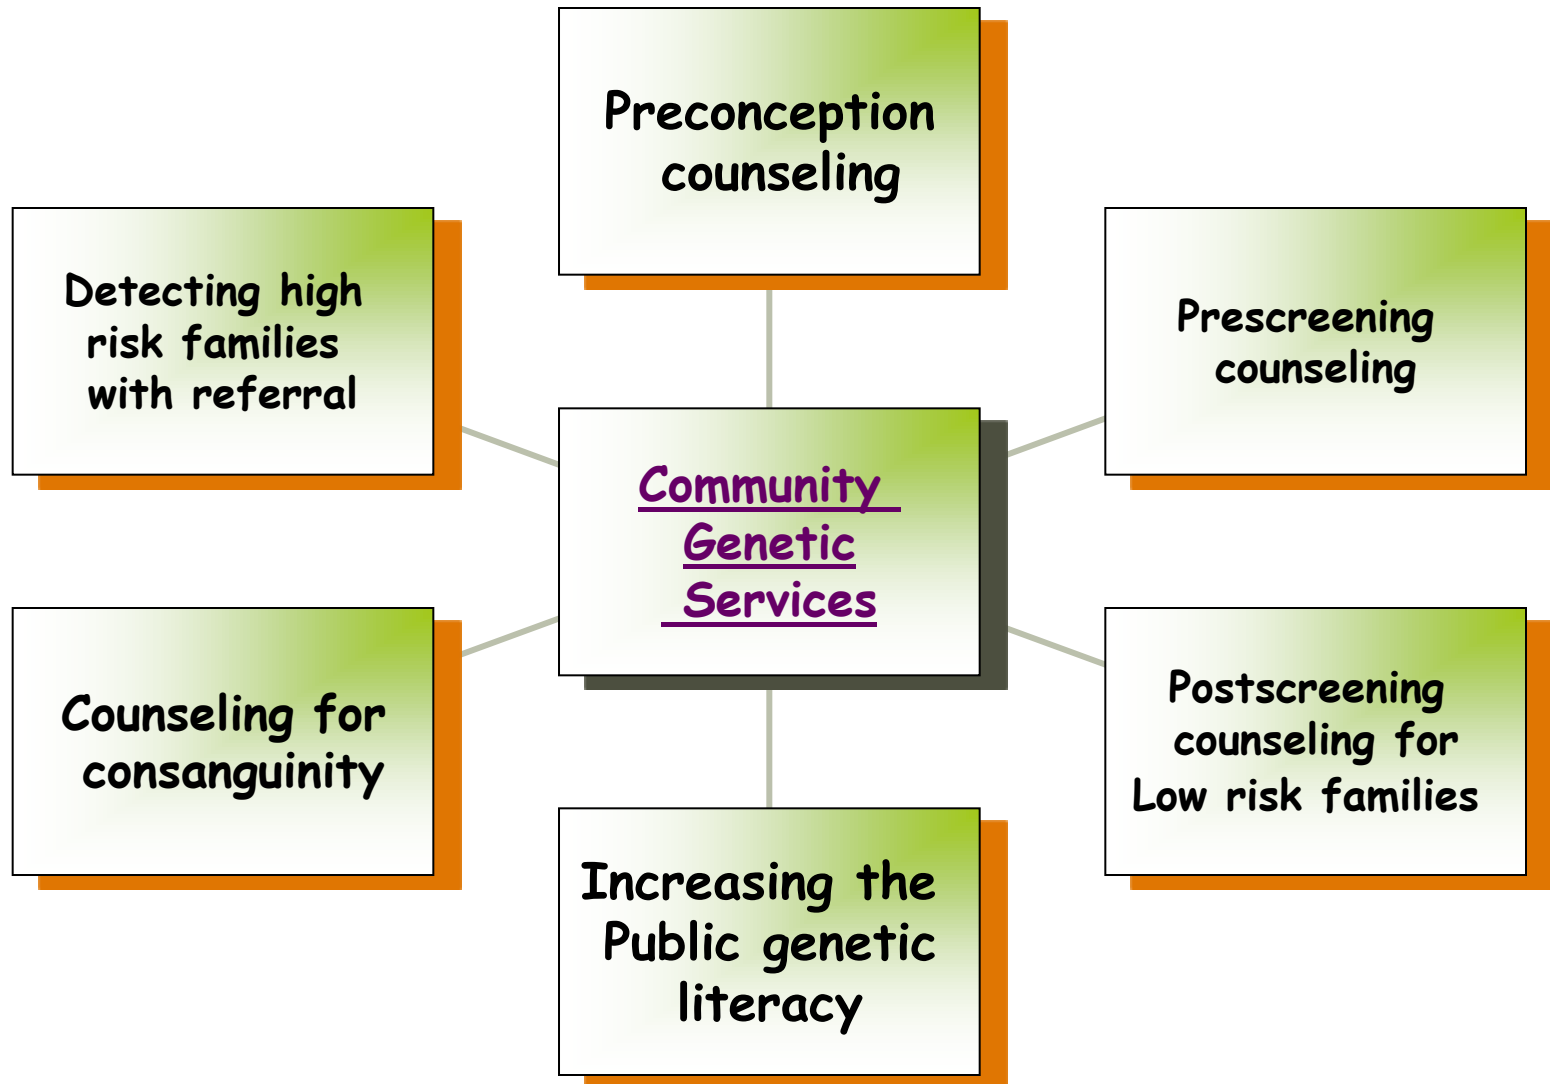 Preconception
counseling
Detecting high
risk families
with referral
Prescreening
counseling
Community
Genetic
Services
Counseling for
consanguinity
Postscreening
counseling for
Low risk families
Increasing the
Public genetic
literacy